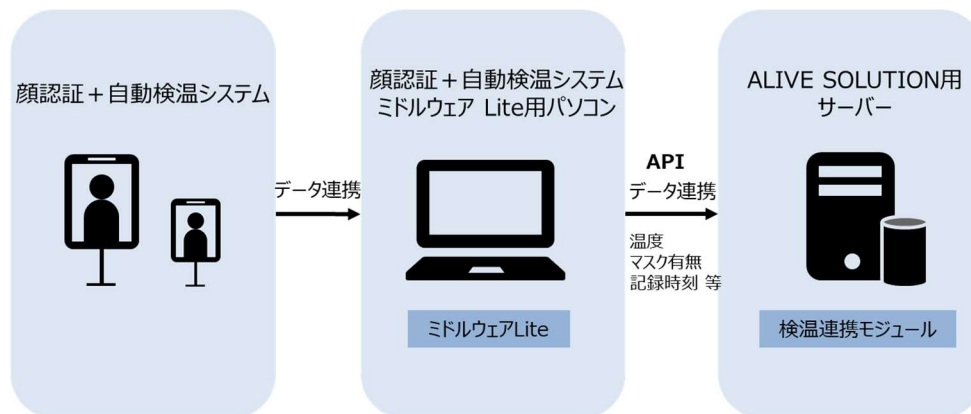 顔認証＋自動検温システム
データ連携
顔認証＋自動検温システム
ミドルウェア Lite用パソコン
ミドルウェアLite
API
データ連携
温度
マスク有無
記録時刻 等
ALIVE SOLUTION用
サーバー
検温連携モジュール